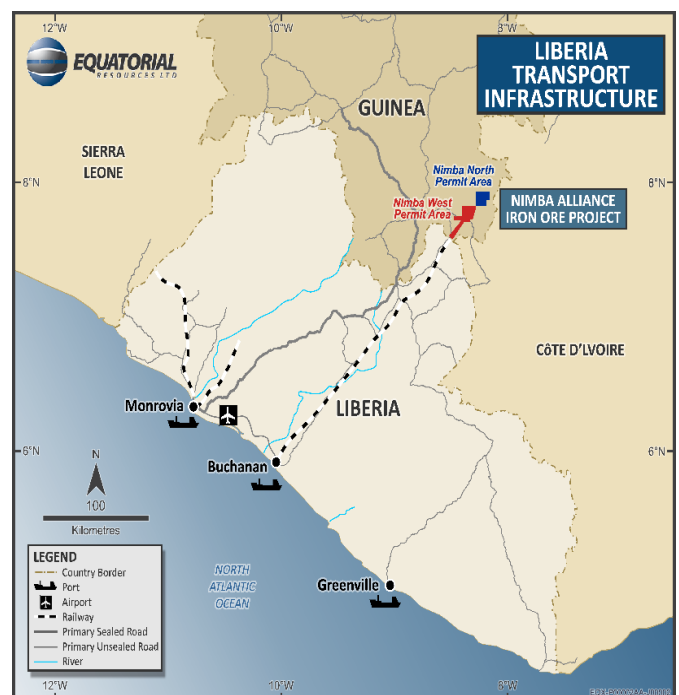 12°W
10°W
8°W
EQUATORIAL
RESOURCES LTD
LIBERIA
TRANSPORT
INFRASTRUCTURE
GUINEA
SIERRA
LEONE
Nimba North
Permit Area
8°N
8°N
Nimba West
Permit Area
NIMBA ALLIANCE
IRON ORE PROJECT
CôTE D'LVOIRE
Monrovia
LIBERIA
6°N
6°N
Buchanan
N
100
Kilometres
LEGEND
Country Border
Port
Airport
Railway
Primary Sealed Road
Primary Unsealed Road
River
NORTH
ATLANTIC
OCEAN
Greenville
12°W
10°W
8°W